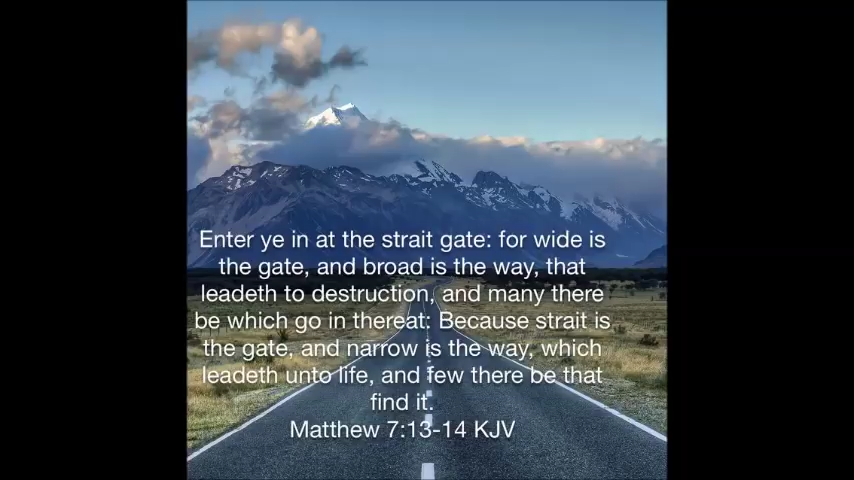 Enter ye in at the strait gate: for wide is
the gate, and broad is the way, that
leadeth to destruction, and many there
be which go in thereat: Because strait is
the gate, and narrow is the way, which
leadeth unto life, and few there be that
find it.
Matthew 7:13-14 KJV